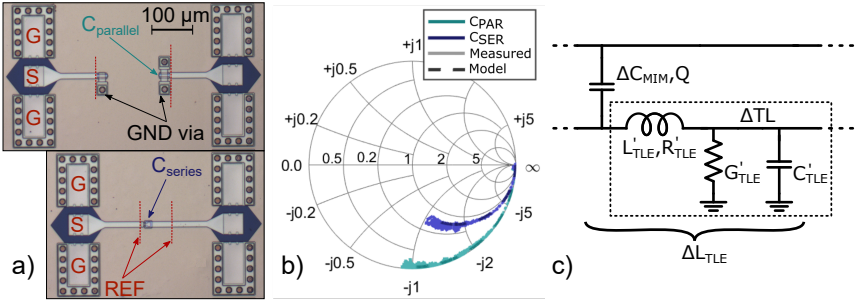 100 µm
G
C_parallel
S
G
GND via
C_series
G
S
G
REF
a)
C_PAR
C_SER
Measured
Model
+j1
+j0.5
+j2
+j0.2
+j5
0.0
0.5
0.2
1
2
5
∞
-j0.2
-j5
-j0.5
-j2
-j1
b)
ΔC_MIM,Q
ΔTL
L'_TLE,R'_TLE
G'_TLE
C'_TLE
ΔL_TLE
c)